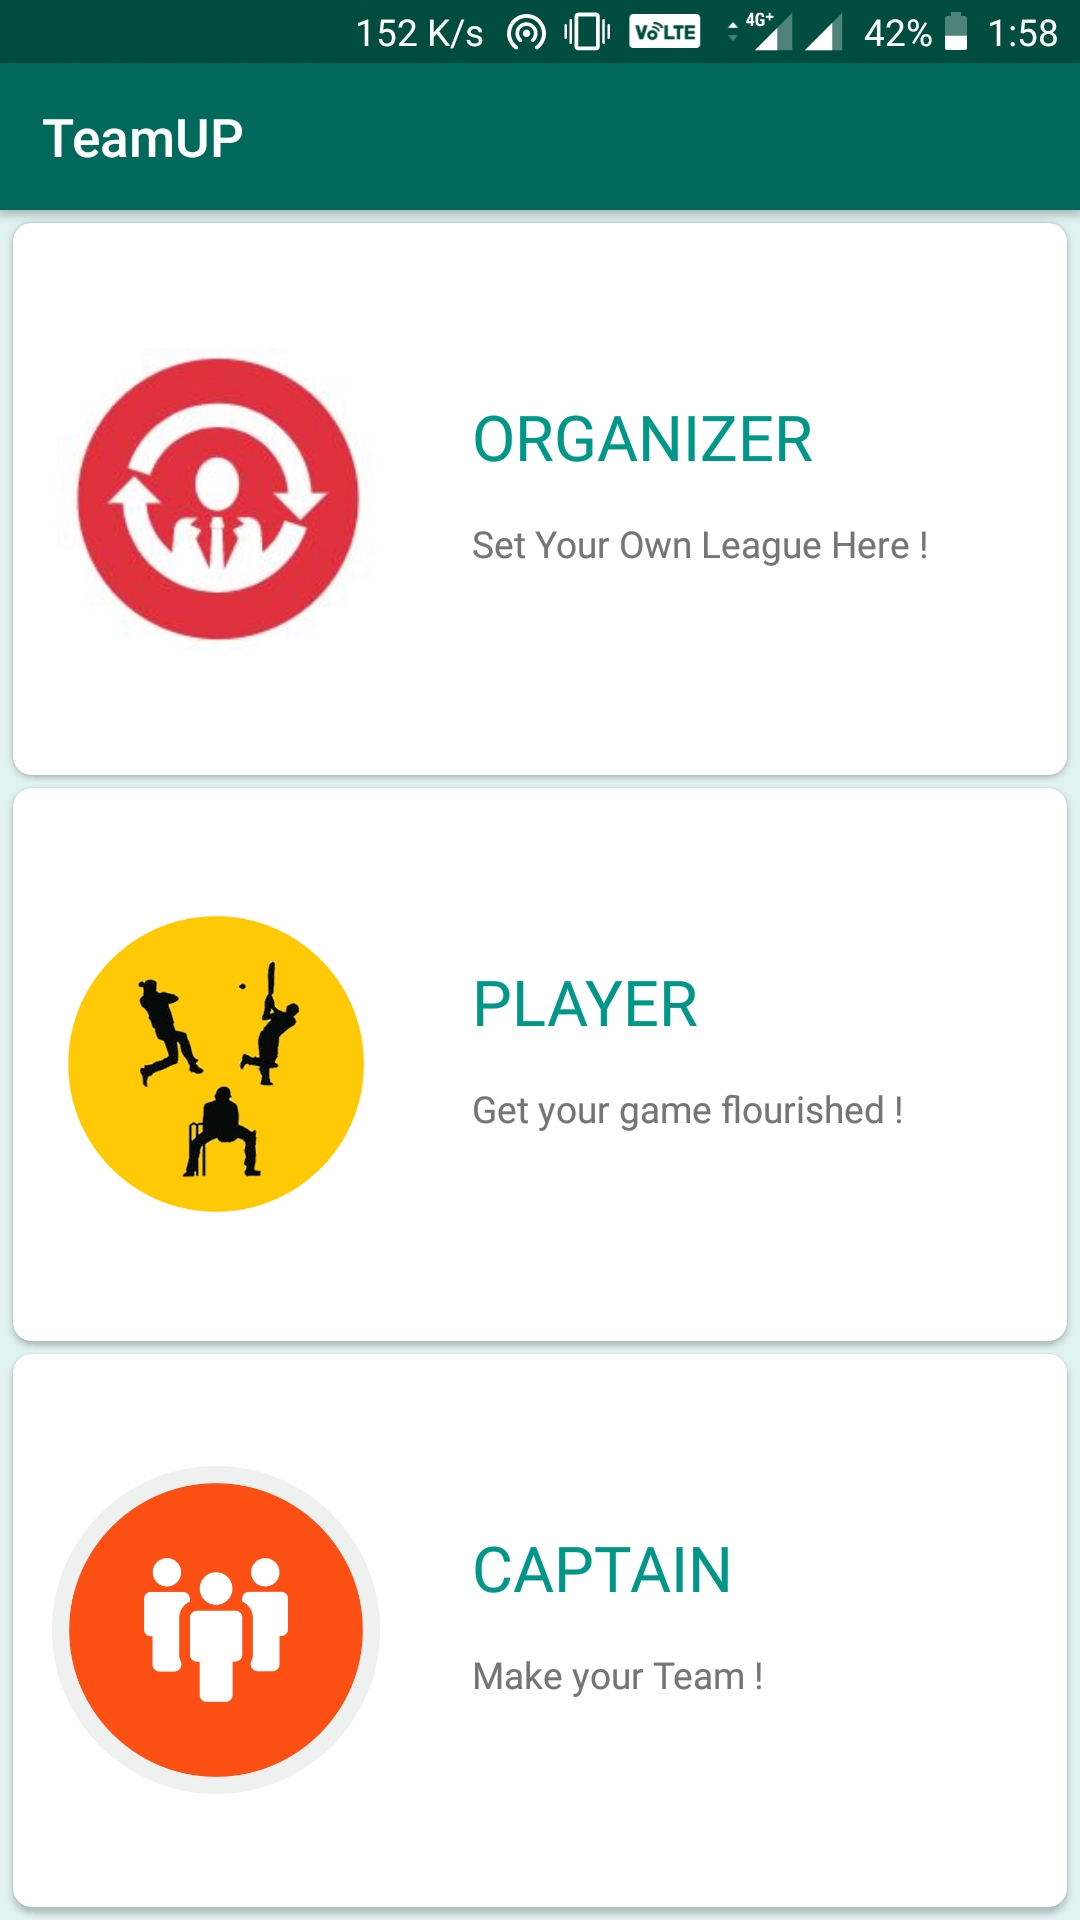 152 K/s VoLTE 4G+ 42% 1:58
TeamUP
ORGANIZER
Set Your Own League Here !
PLAYER
Get your game flourished !
CAPTAIN
Make your Team !